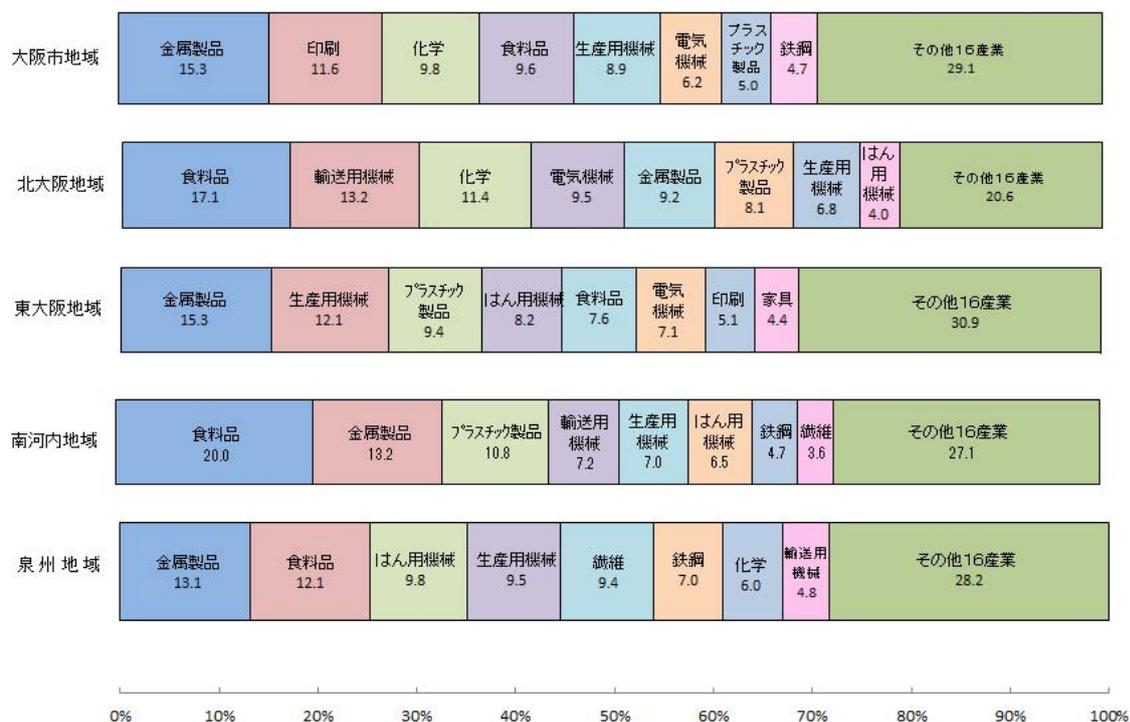 大阪市地域
金属製品
15.3
印刷
11.6
化学
9.8
食料品
9.6
生産用機械
8.9
電気
機械
6.2
プラス
チック
製品
5.0
鉄鋼
4.7
その他16産業
29.1
北大阪地域
食料品
17.1
輸送用機械
13.2
化学
11.4
電気機械
9.5
金属製品
9.2
プラスチック
製品
8.1
生産用
機械
6.8
はん
用
機械
4.0
その他16産業
20.6
東大阪地域
金属製品
15.3
生産用機械
12.1
プラスチック
製品
9.4
はん用機械
8.2
食料品
7.6
電気
機械
7.1
印刷
5.1
家具
4.4
その他16産業
30.9
南河内地域
食料品
20.0
金属製品
13.2
プラスチック製品
10.8
輸送用
機械
7.2
生産用
機械
7.0
はん用
機械
6.5
鉄鋼
4.7
繊維
3.6
その他16産業
27.1
泉州地域
金属製品
13.1
食料品
12.1
はん用機械
9.8
生産用機械
9.5
繊維
9.4
鉄鋼
7.0
化学
6.0
輸送用
機械
4.8
その他16産業
28.2
0% 10% 20% 30% 40% 50% 60% 70% 80% 90% 100%